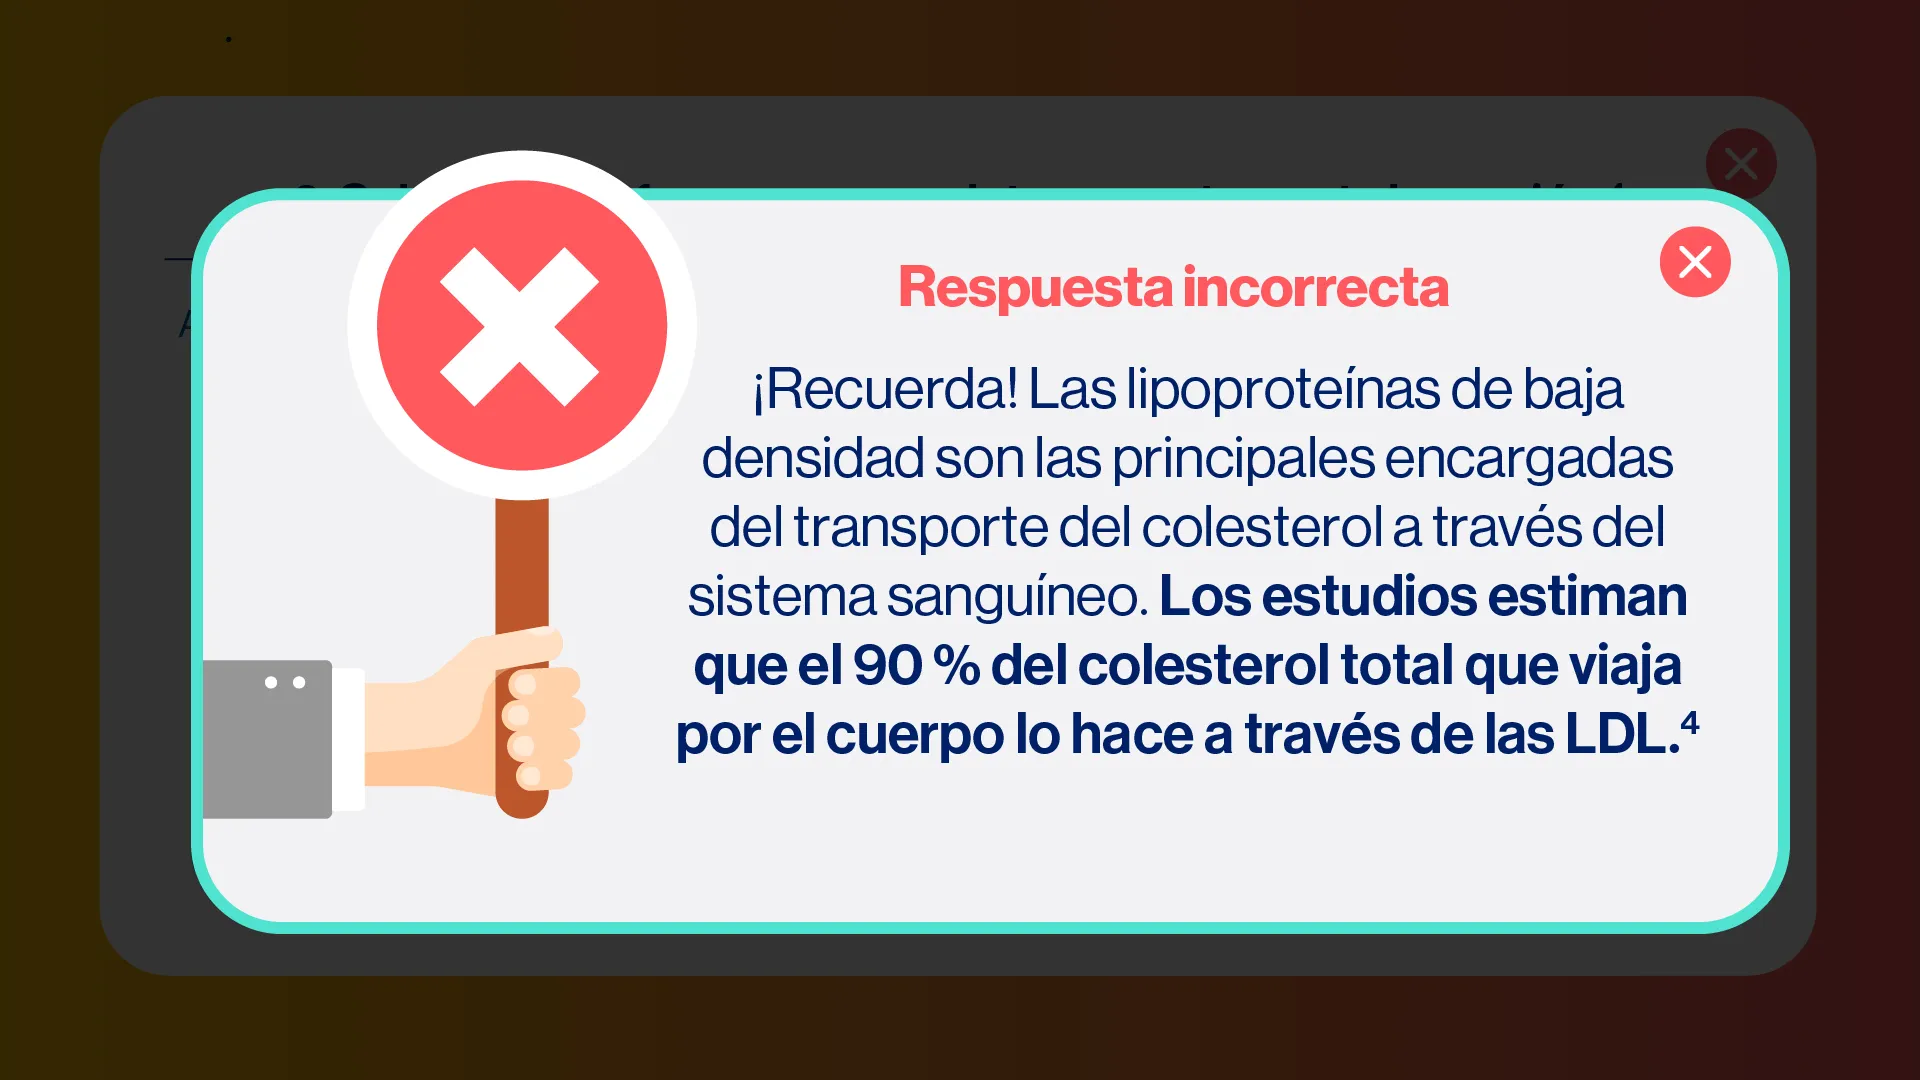 Respuesta incorrecta
¡Recuerda! Las lipoproteínas de baja
densidad son las principales encargadas
del transporte del colesterol a través del
sistema sanguíneo. Los estudios estiman
que el 90 % del colesterol total que viaja
por el cuerpo lo hace a través de las LDL.⁴